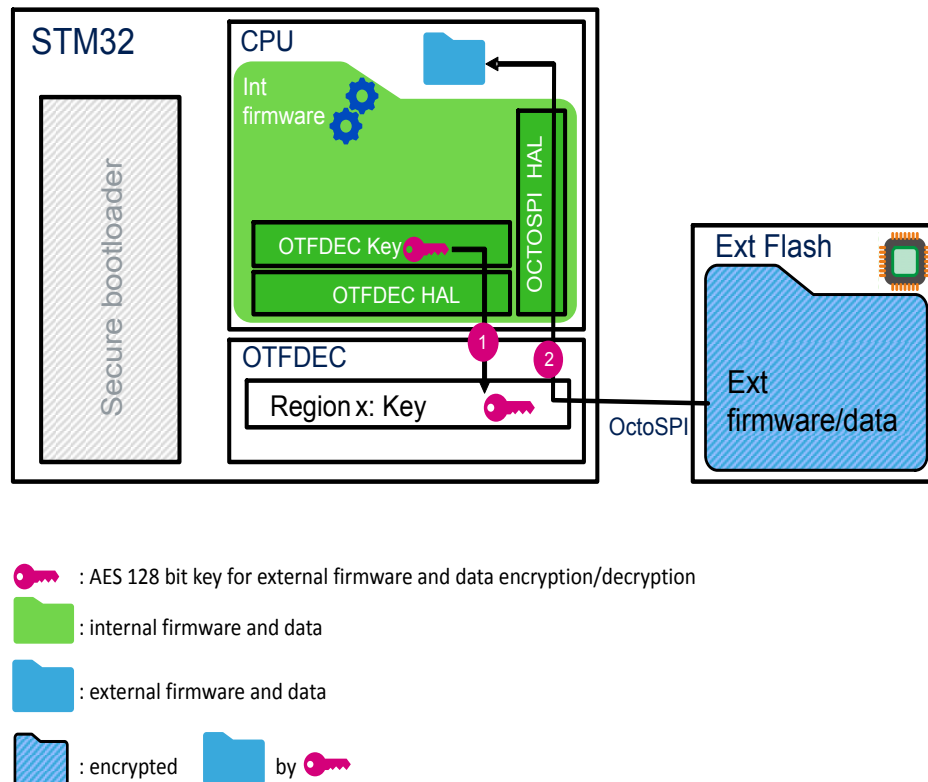 STM32
CPU
Int
firmware
Secure bootloader
OCTOSPI HAL
OTFDEC Key
OTFDEC HAL
1
2
OTFDEC
Region x: Key
OctoSPI
Ext Flash
Ext
firmware/data
: AES 128 bit key for external firmware and data encryption/decryption
: internal firmware and data
: external firmware and data
: encrypted by